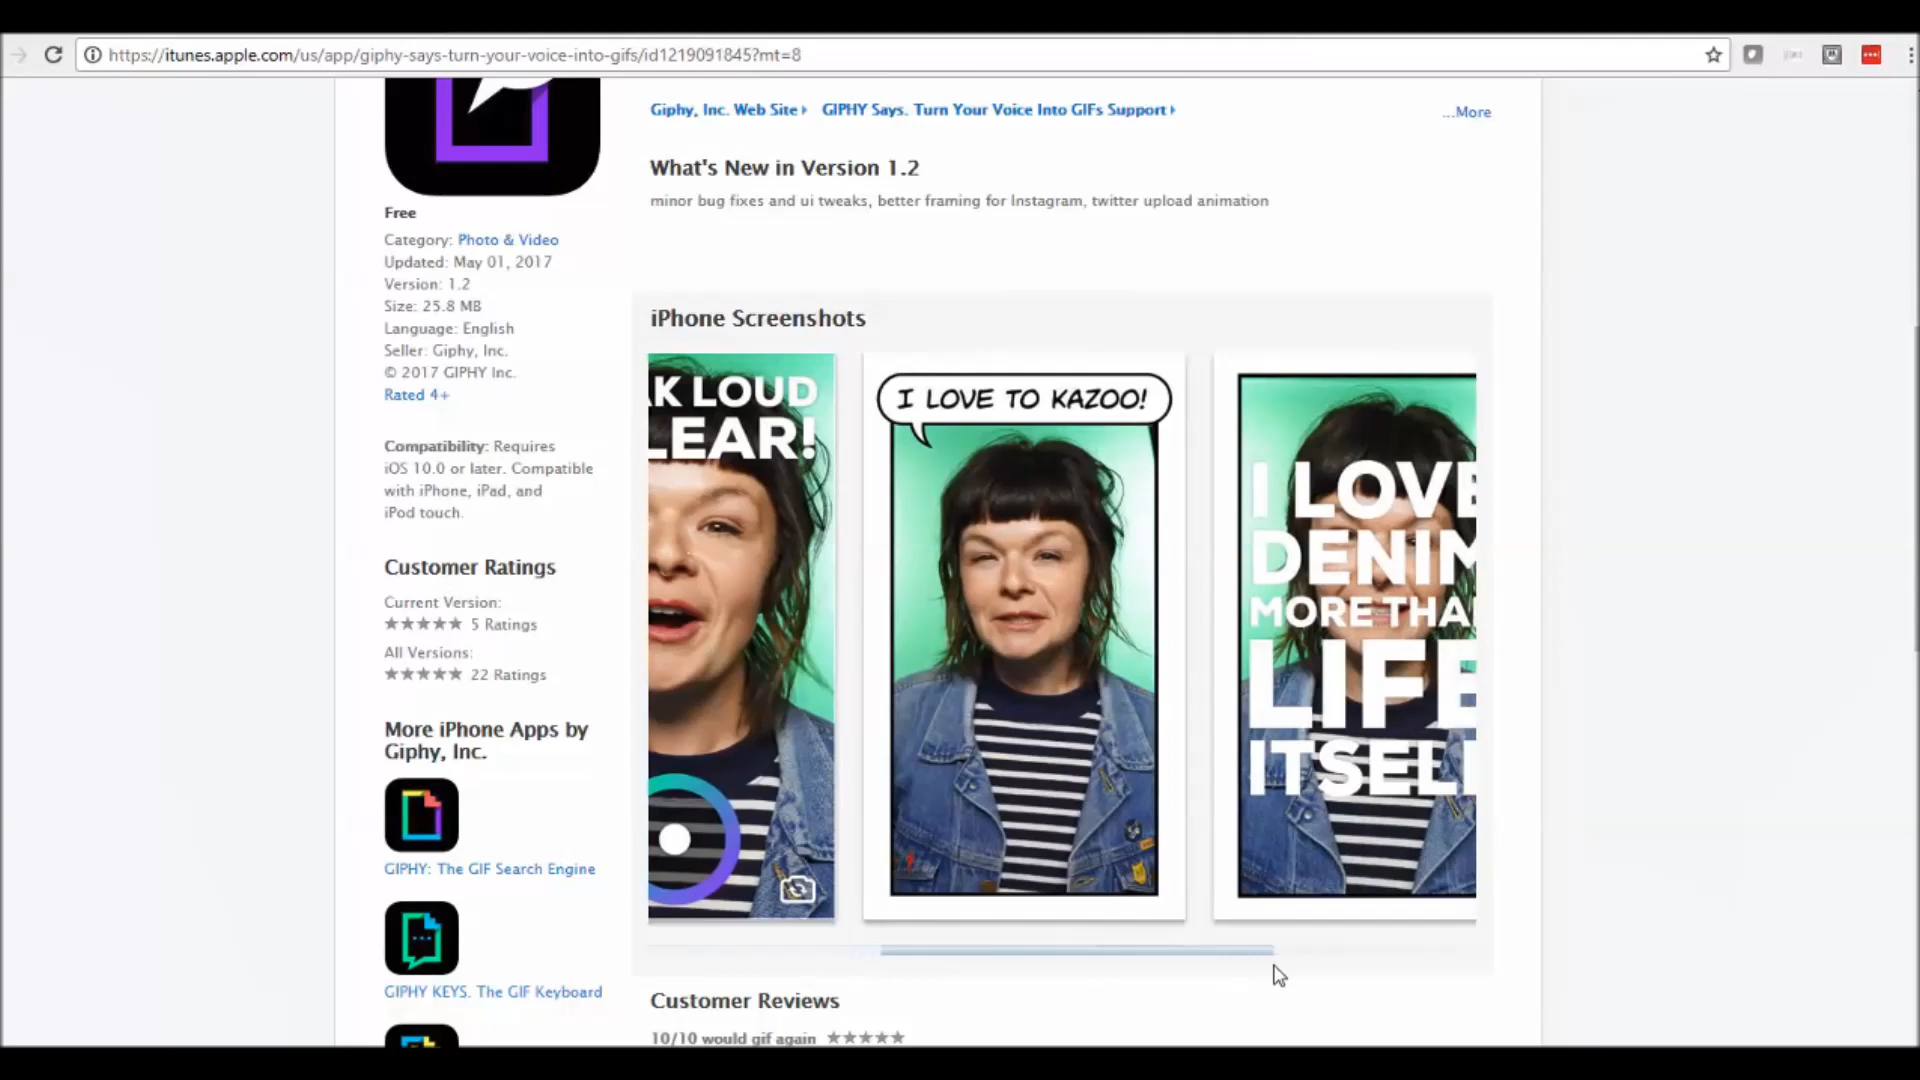 https://itunes.apple.com/us/app/giphy-says-turn-your-voice-into-gifs/id1219091845?mt=8
Giphy, Inc. Web Site
GIPHY Says. Turn Your Voice Into GIFs Support
...More
What's New in Version 1.2
minor bug fixes and ui tweaks, better framing for Instagram, twitter upload animation
Free
Category: Photo & Video
Updated: May 01, 2017
Version: 1.2
Size: 25.8 MB
Language: English
Seller: Giphy, Inc.
© 2017 GIPHY Inc.
Rated 4+
Compatibility: Requires
iOS 10.0 or later. Compatible
with iPhone, iPad, and
iPod touch.
Customer Ratings
Current Version:
★★★★★ 5 Ratings
All Versions:
★★★★★ 22 Ratings
More iPhone Apps by
Giphy, Inc.
GIPHY: The GIF Search Engine
GIPHY KEYS. The GIF Keyboard
iPhone Screenshots
AK LOUD
LEAR!
I LOVE TO KAZOO!
I LOVE
DENIM
MORE THA
LIFE
ITSEL
Customer Reviews
10/10 would gif again ★★★★★